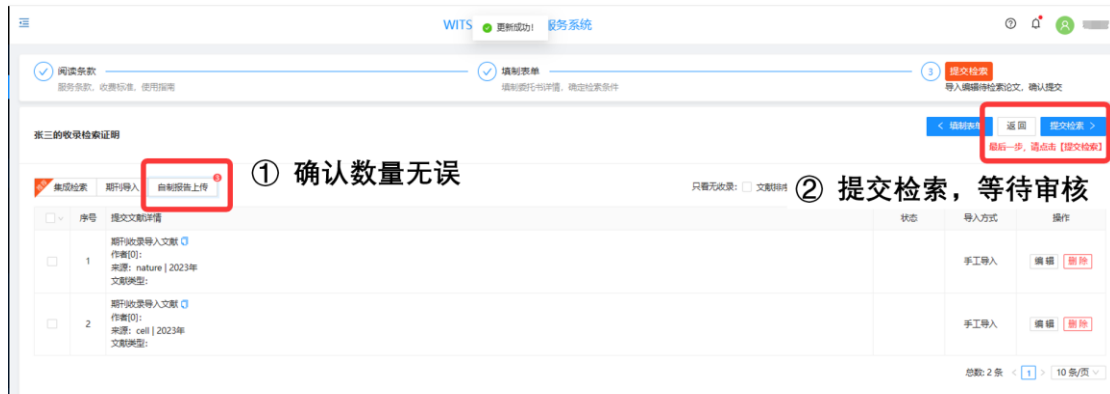 WITS 更新成功! 服务系统
阅读条款
服务条款，收费标准，使用指南
填制表单
填制委托书详情，确定检索条件
3 提交检索
导入编辑待检索论文，确认提交
张三的收录检索证明
< 填制表单 返回 提交检索 >
最后一步，请点击【提交检索】
集成检索 期刊导入 自制报告上传 3
① 确认数量无误
只看无收录: 文献排序
② 提交检索，等待审核
序号 提交文献详情 状态 导入方式 操作
期刊收录导入文献
作者[0]:
1 来源: nature | 2023年 手工导入 编辑 删除
文献类型:
期刊收录导入文献
作者[0]:
2 来源: cell | 2023年 手工导入 编辑 删除
文献类型:
总数: 2 条 < 1 > 10 条/页